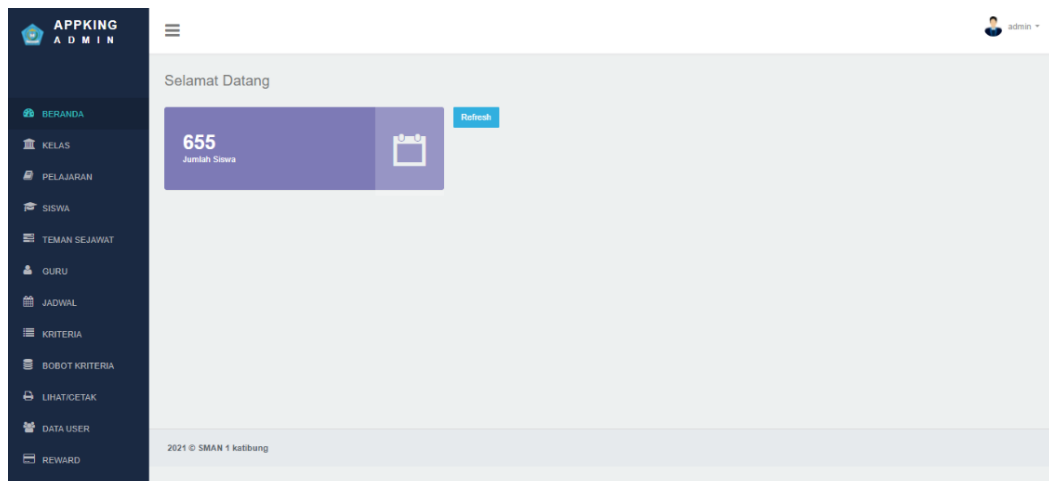 APPKING
ADMIN
admin
Selamat Datang
BERANDA
KELAS
PELAJARAN
SISWA
TEMAN SEJAWAT
GURU
JADWAL
KRITERIA
BOBOT KRITERIA
LIHAT/CETAK
DATA USER
REWARD
655
Jumlah Siswa
Refresh
2021 © SMAN 1 katibung